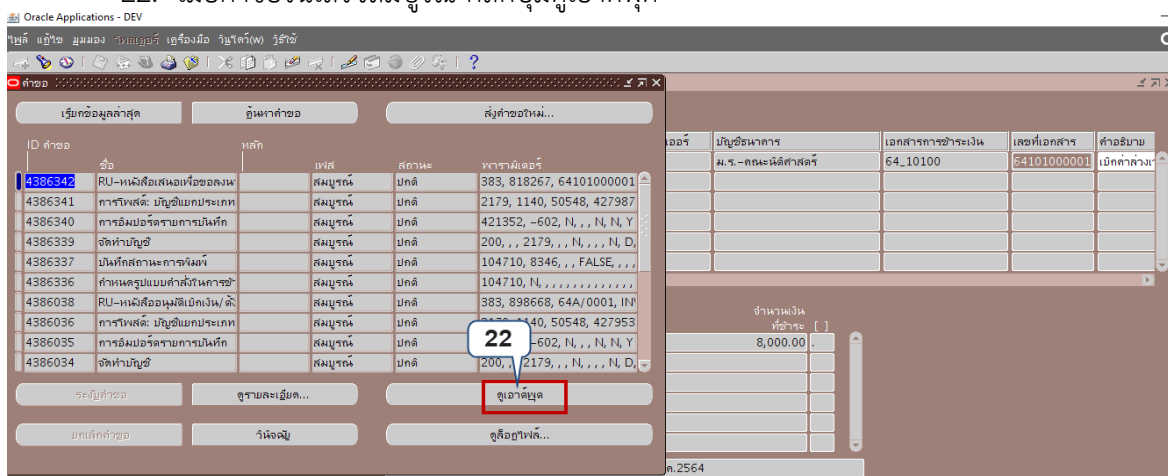 Oracle Applications - DEV
ไฟล์ แก้ไข มุมมอง โฟลเดอร์ เครื่องมือ วินโดว์(W) วิธีใช้
คำขอ
เรียกข้อมูลล่าสุด ค้นหาคำขอ ส่งคำขอใหม่...
ID คำขอ หลัก
ชื่อ เฟส สถานะ พารามิเตอร์
4386342 RU-หนังสือเสนอเพื่อขอลงน สมบูรณ์ ปกติ 383, 818267, 64101000001
4386341 การโพสต์: บัญชีแยกประเภท สมบูรณ์ ปกติ 2179, 1140, 50548, 427987
4386340 การอิมปอร์ตรายการบันทึก สมบูรณ์ ปกติ 421352, -602, N, , , N, N, Y
4386339 จัดทำบัญชี สมบูรณ์ ปกติ 200, , , 2179, , , N, , , , N, D,
4386337 บันทึกสถานะการพิมพ์ สมบูรณ์ ปกติ 104710, 8346, , , FALSE, , , ,
4386336 กำหนดรูปแบบคำสั่งในการชำ สมบูรณ์ ปกติ 104710, N, , , , , , , , , , , , ,
4386038 RU-หนังสืออนุมัติเบิกเงิน/ สมบูรณ์ ปกติ 383, 898668, 64A/0001, IN
4386036 การโพสต์: บัญชีแยกประเภท สมบูรณ์ ปกติ 1140, 50548, 427953
4386035 การอิมปอร์ตรายการบันทึก สมบูรณ์ ปกติ -602, N, , , N, N, Y
4386034 จัดทำบัญชี สมบูรณ์ ปกติ 200, , , 2179, , , N, , , , N, D,
22
ระงับคำขอ ดูรายละเอียด... ดูเอาต์พุต
ยกเลิกคำขอ วินิจฉัย ดูล็อกไฟล์...
เออร์ บัญชีธนาคาร เอกสารการชำระเงิน เลขที่เอกสาร คำอธิบาย
ม.ร.-คณะนิติศาสตร์ 64_10100 64101000001 เบิกค่าล่วงเ
จำนวนเงิน
ที่ชำระ [ ]
8,000.00 .
ค.2564